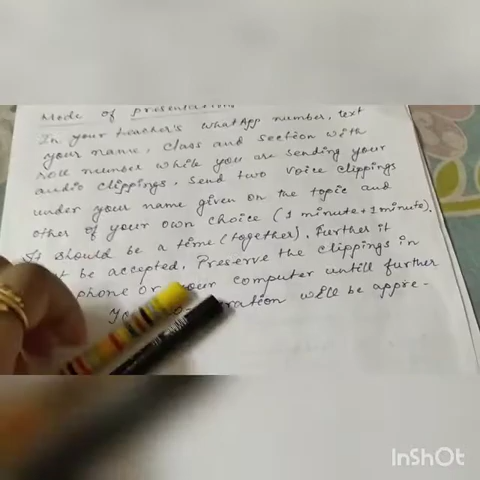 Mode of presentation
In your teacher's WhatApp number, text
your name, class and section with
roll number while you are sending your
audio clippings. Send two voice clippings
under your name given on the topic and
other of your own choice (1 minute + 1 minute).
It should be a time (together). Further it
be accepted. Preserve the clippings in
phone or your computer untill further
will be appre-
InShOt